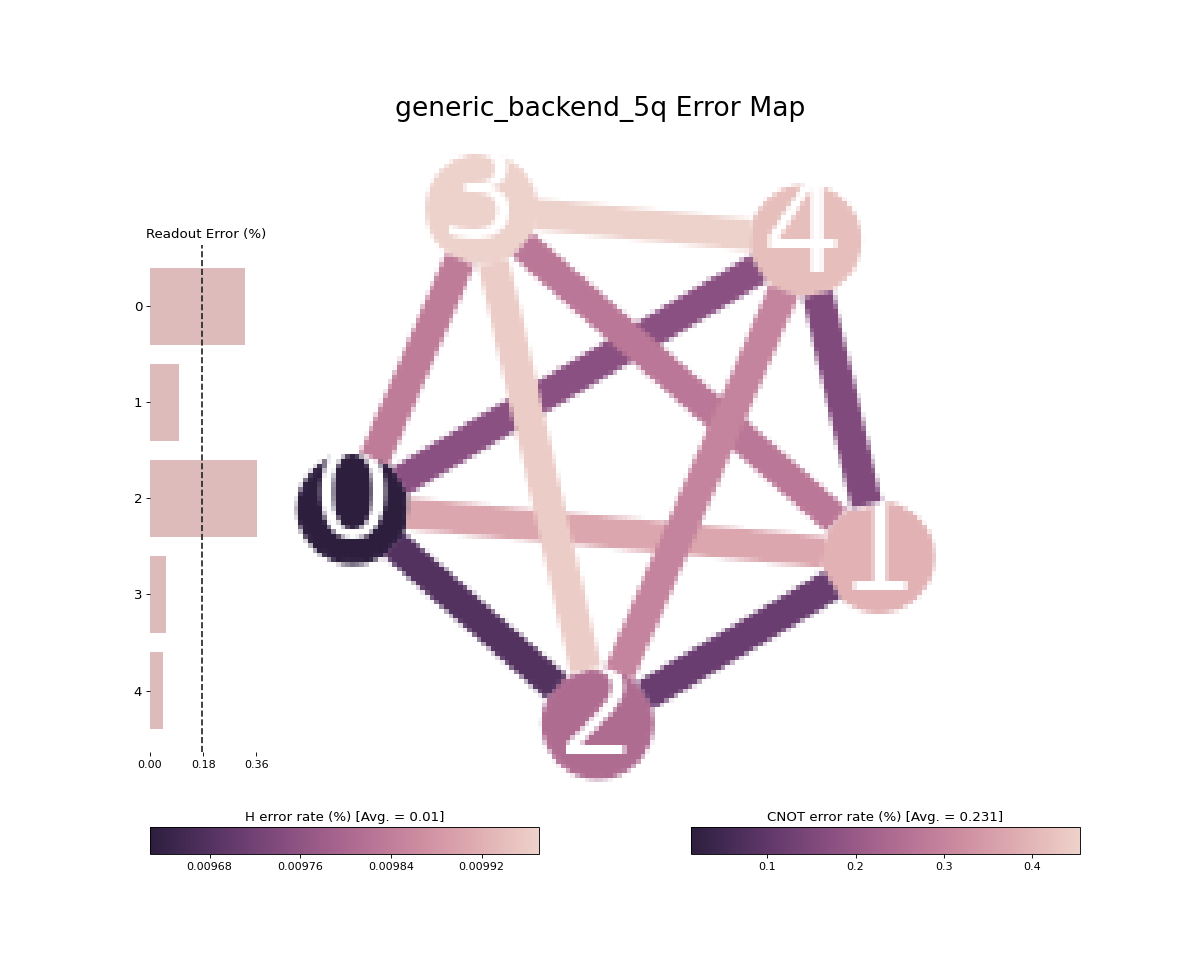 generic_backend_5q Error Map
3
4
Readout Error (%)
0
1
2
3
4
0
1
2
0.00 0.18 0.36
H error rate (%) [Avg. = 0.01]
0.00968 0.00976 0.00984 0.00992
CNOT error rate (%) [Avg. = 0.231]
0.1 0.2 0.3 0.4